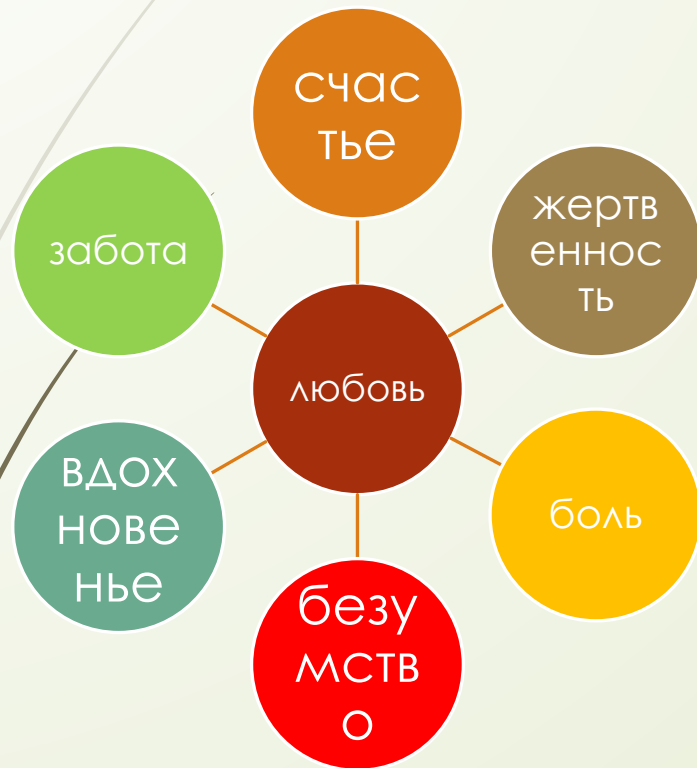 счас
тье
забота
жертв
еннос
ть
любовь
вдох
нове
нье
боль
безу
мств
о